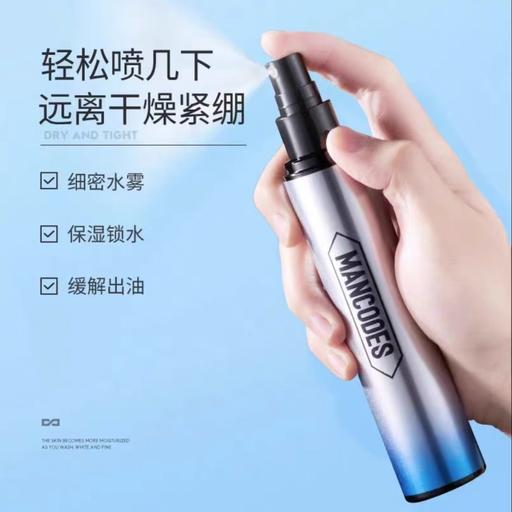 轻松喷几下
远离干燥紧绷
DRY AND TIGHT
细密水雾
保湿锁水
缓解出油
MANCODES
THE SKIN BECOMES MORE MOISTURIZED
AS YOU WASH, WHITE AND FINE